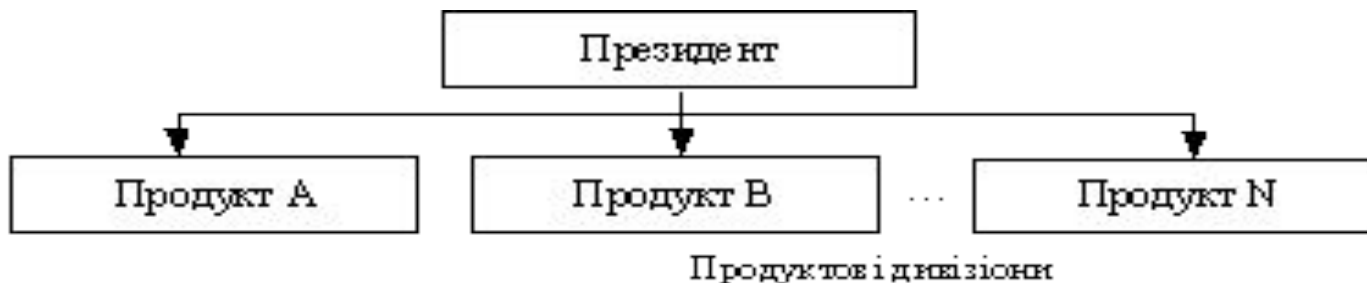 Президент
Продукт А Продукт В ... Продукт N
Продуктові дивізіони